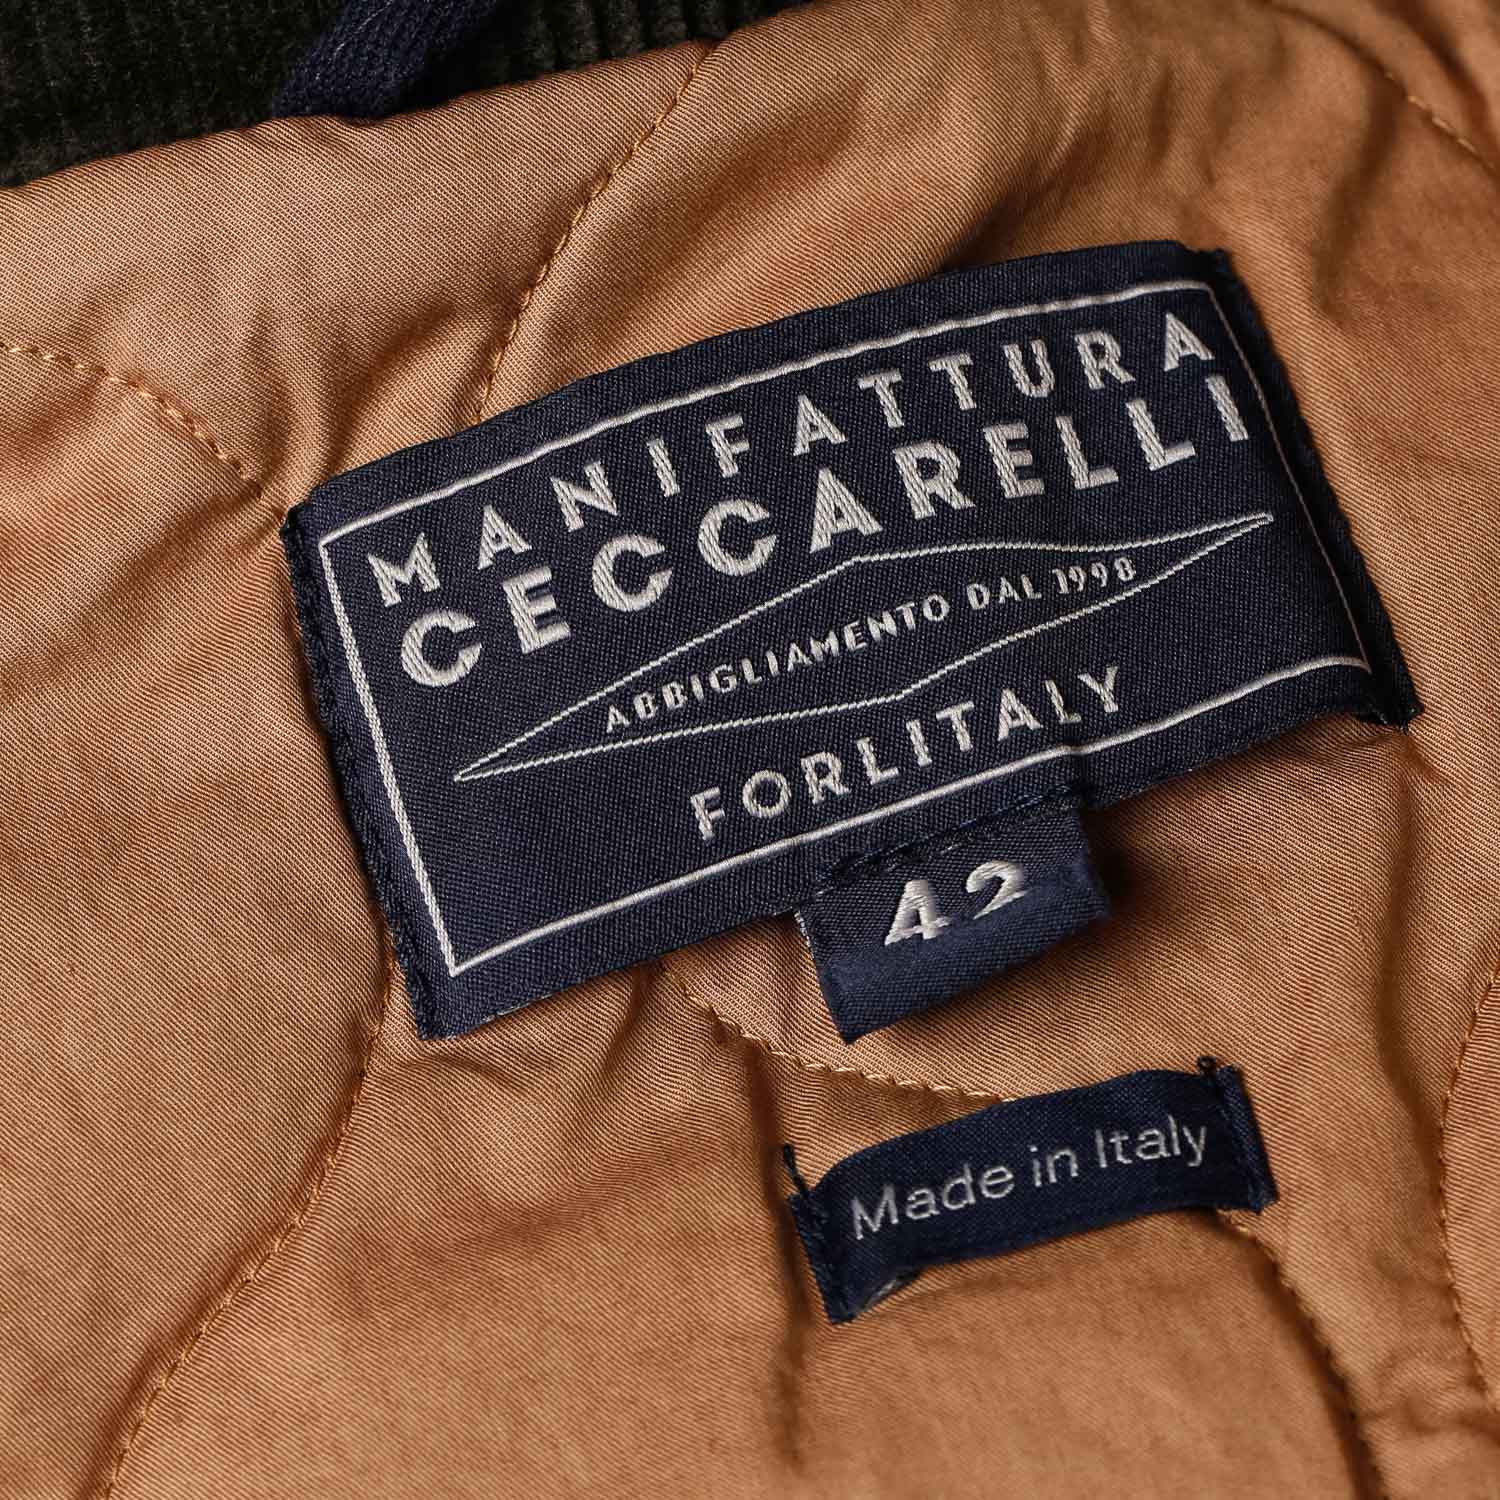 MANIFATTURA
CECCARELLI
ABBIGLIAMENTO DAL 1998
FORLITALY
42
Made in Italy